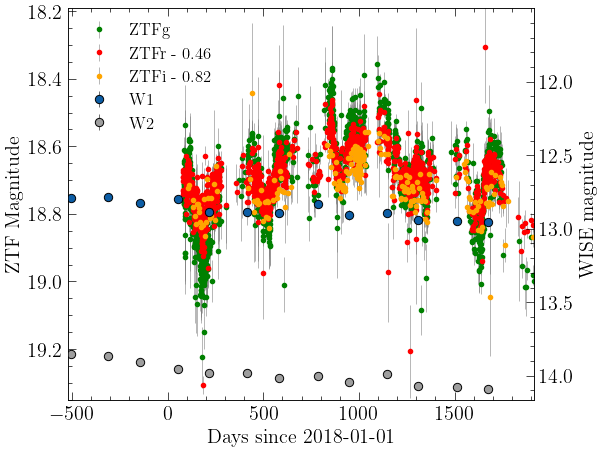 ZTFg
ZTFr - 0.46
ZTFi - 0.82
W1
W2
18.2
18.4
18.6
18.8
19.0
19.2
ZTF Magnitude
12.0
12.5
13.0
13.5
14.0
WISE magnitude
−500
0
500
1000
1500
Days since 2018-01-01